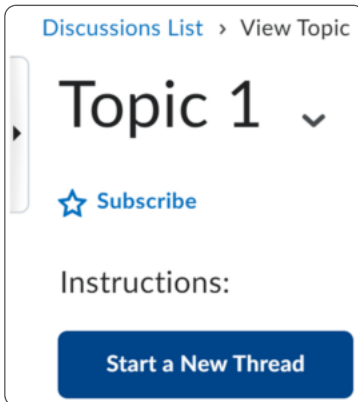 Discussions List › View Topic
Topic 1
Subscribe
Instructions:
Start a New Thread